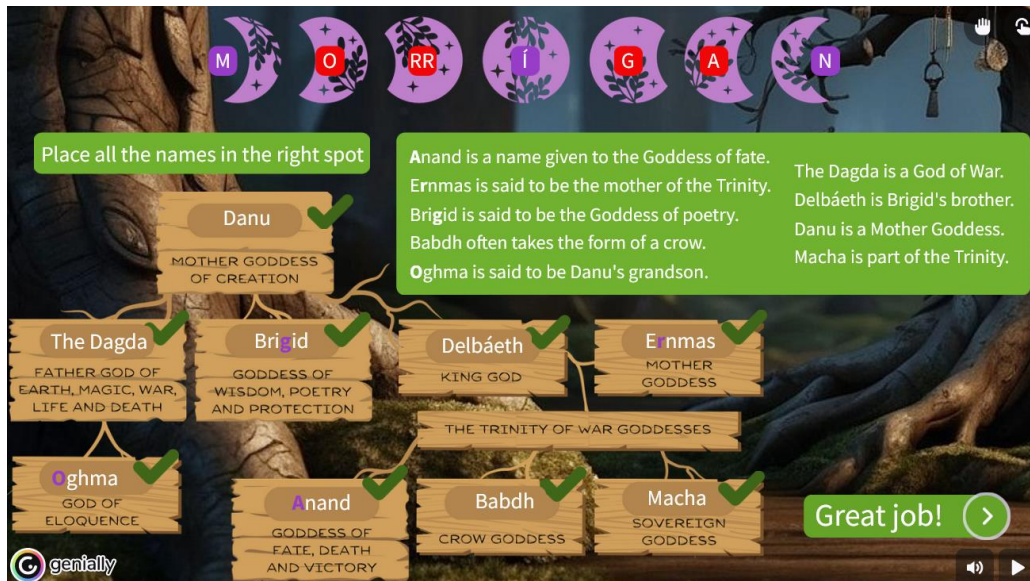 M O RR Í G A N
Place all the names in the right spot
Anand is a name given to the Goddess of fate.
Ernmas is said to be the mother of the Trinity.
Brigid is said to be the Goddess of poetry.
Babdh often takes the form of a crow.
Oghma is said to be Danu's grandson.
The Dagda is a God of War.
Delbáeth is Brigid's brother.
Danu is a Mother Goddess.
Macha is part of the Trinity.
Danu
MOTHER GODDESS
OF CREATION
The Dagda
FATHER GOD OF
EARTH, MAGIC, WAR,
LIFE AND DEATH
Brigid
GODDESS OF
WISDOM, POETRY
AND PROTECTION
Delbáeth
KING GOD
Ernmas
MOTHER
GODDESS
THE TRINITY OF WAR GODDESSES
Oghma
GOD OF
ELOQUENCE
Anand
GODDESS OF
FATE, DEATH
AND VICTORY
Babdh
CROW GODDESS
Macha
SOVEREIGN
GODDESS
Great job!
genially